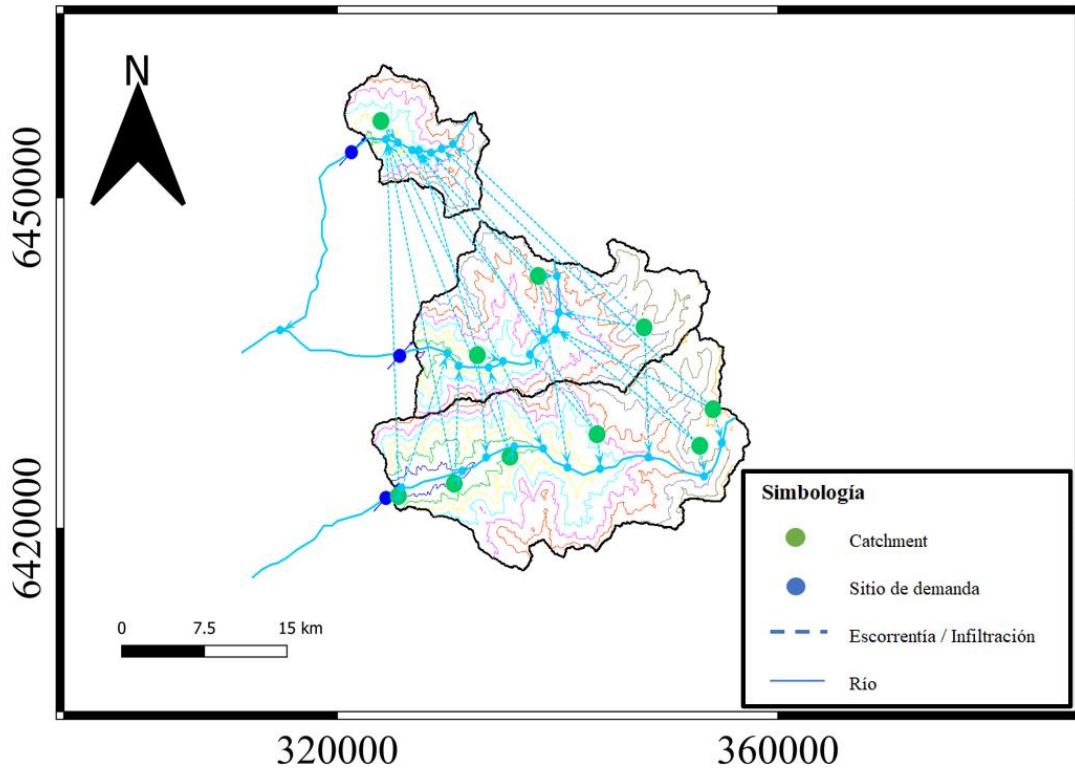 N
6450000
6420000
0 7.5 15 km
Simbología
Catchment
Sitio de demanda
Escorrentía / Infiltración
Río
320000 360000